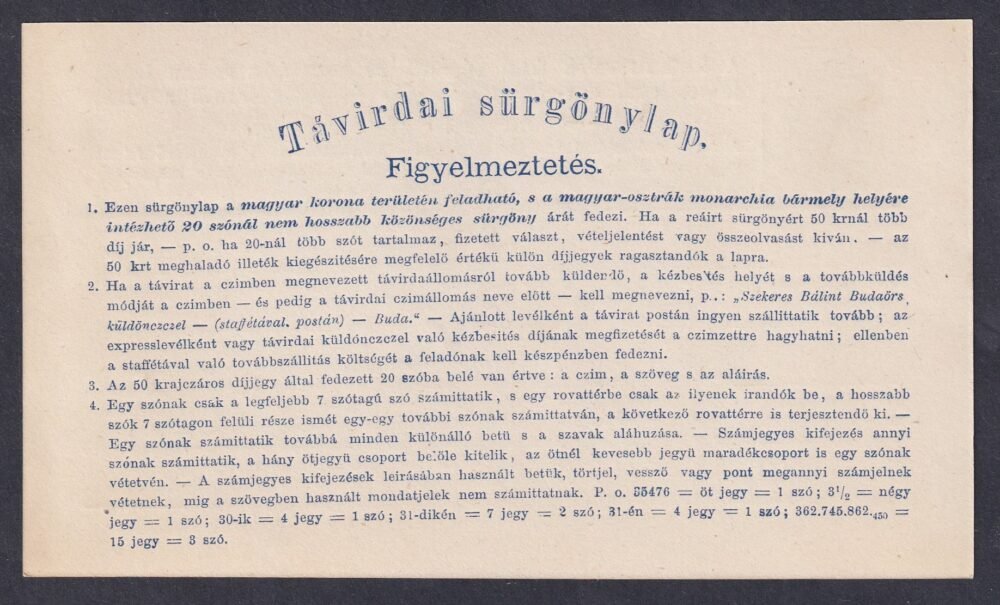 Távirdai sürgönylap.
Figyelmeztetés.
1. Ezen sürgönylap a magyar korona területén feladható, s a magyar-osztrák monarchia bármely helyére
intézhető 20 szónál nem hosszabb közönséges sürgöny árát fedezi. Ha a reáirt sürgönyért 50 krnál több
díj jár, — p. o. ha 20-nál több szót tartalmaz, fizetett választ, vételjelentést vagy összeolvasást kiván. — az
50 krt meghaladó illeték kiegészitésére megfelelő értékü külön díjjegyek ragasztandók a lapra.
2. Ha a távirat a czimben megnevezett távirdaállomásról tovább külderdő, a kézbesités helyét s a továbbküldés
módját a czimben — és pedig a távirdai czimállomás neve elött — kell megnevezni, p..: „Szekeres Bálint Budaörs
küldönczczel — (staffétával, postán) — Buda.“ — Ajánlott levélként a távirat postán ingyen szállittatik tovább; az
expresslevélként vagy távirdai küldönczczel való kézbesités díjának megfizetését a czimzettre hagyhatni; ellenben
a staffétával való továbbszállitás költségét a feladónak kell készpénzben fedezni.
3. Az 50 krajczáros díjjegy által fedezett 20 szóba belé van értve: a czim, a szöveg s az aláirás.
4. Egy szónak csak a legfeljebb 7 szótagú szó számittatik, s egy rovattérbe csak az ilyenek irandók be, a hosszabb
szók 7 szótagon felüli része ismét egy-egy további szónak számittatván, a következő rovattérre is terjesztendő ki. —
Egy szónak számittatik továbbá minden különálló betü s a szavak aláhuzása. — Számjegyes kifejezés annyi
szónak számittatik, a hány ötjegyü csoport belőle kitelik, az ötnél kevesebb jegyü maradékcsoport is egy szónak
vétetvén. — A számjegyes kifejezések leirásában használt betük, törtjel, vessző vagy pont megannyi számjelnek
vétetnek, mig a szövegben használt mondatjelek nem számittatnak. P. o. 35476 = öt jegy = 1 szó; 3½ = négy
jegy = 1 szó; 30-ik = 4 jegy = 1 szó; 31-dikén = 7 jegy = 2 szó; 31-én = 4 jegy = 1 szó; 362.745.862.450 =
15 jegy = 3 szó.